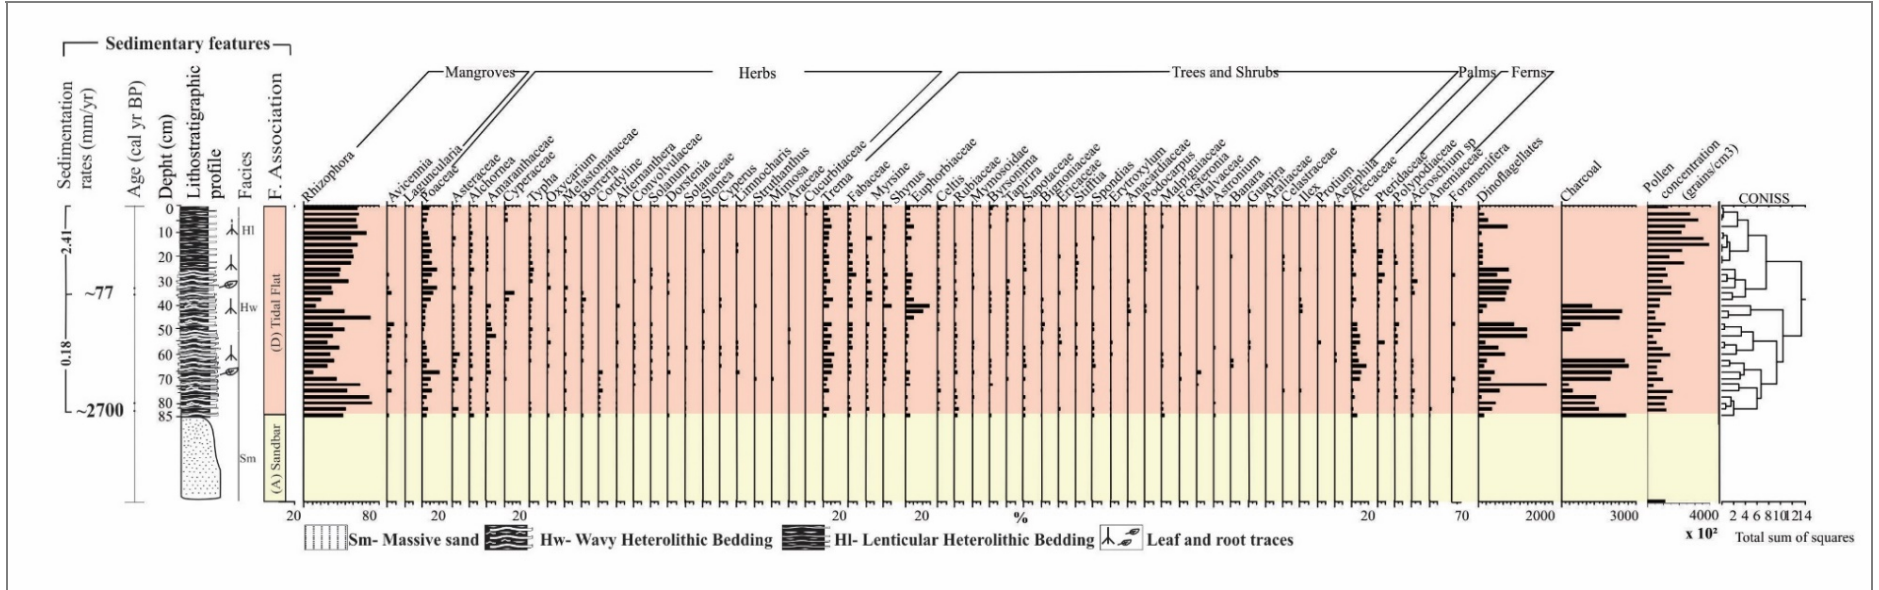 Sedimentary features
Sedimentation
rates (mm/yr)
Age (cal yr BP)
Depht (cm)
Lithostratigraphic
profile
Facies
F. Association
Mangroves
Herbs
Trees and Shrubs
Palms
Ferns
Rhizophora
Avicennia
Laguncularia
Poaceae
Asteraceae
Alchornea
Amaranthaceae
Cyperaceae
Typha
Oxycarium
Melastomataceae
Borreria
Cordyline
Alternanthera
Convolvulaceae
Solanum
Dorstenia
Solanaceae
Sionea
Cyperus
Limnocharis
Struthanthus
Mimosa
Araceae
Cucurbitaceae
Trema
Fabaceae
Myrsine
Shynus
Euphorbiaceae
Celtis
Rubiaceae
Mymosoidae
Byrsonima
Tapirira
Sapotaceae
Bignoniaceae
Ericaceae
Stifftia
Spondias
Erytroxylum
Anacardiaceae
Podocarpus
Malpiguaceae
Forsteronia
Malvaceae
Astronium
Banara
Guapira
Araliaceae
Celastraceae
Ilex
Protium
Aegiphila
Arecaceae
Pteridaceae
Polypodiaceae
Acroschium sp
Anemiaceae
Foraminifera
Dinoflagellates
Charcoal
Pollen
concentration
(grains/cm3)
CONISS
2.41
~77
0.18
~2700
0
10
20
30
40
50
60
70
80
85
Hl
Hw
Sm
(D) Tidal Flat
(A) Sandbar
20 80 20 20 % 20 20 20 70 2000 3000 4000 2 4 6 8 10 12 14
x 10² Total sum of squares
Sm- Massive sand Hw- Wavy Heterolithic Bedding Hl- Lenticular Heterolithic Bedding Leaf and root traces